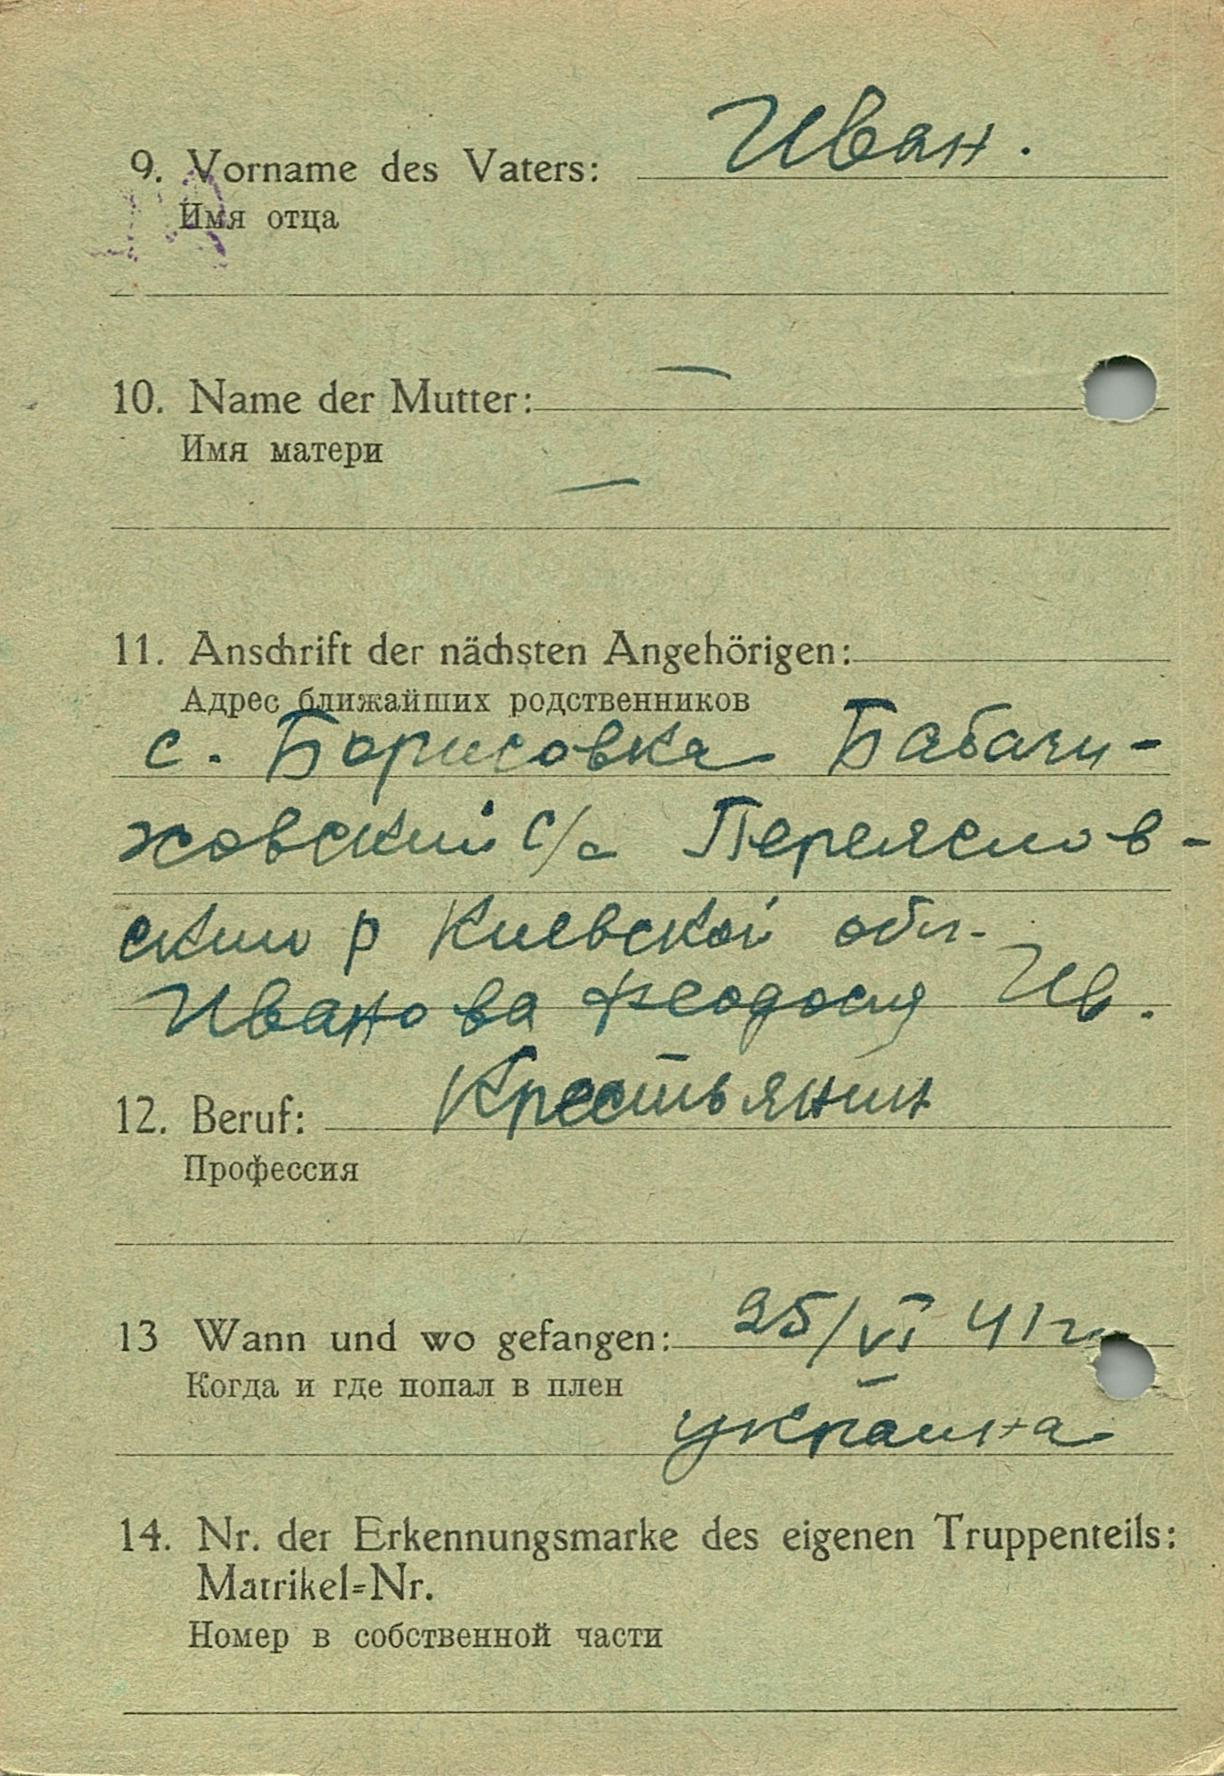 9. Vorname des Vaters: Иван.
Имя отца
10. Name der Mutter: —
Имя матери
—
11. Anschrift der nächsten Angehörigen:
Адрес ближайших родственников
с. Борисовка Бабачи-
ховский с/с Переяслов-
ский р Киевской обл.
Иванова Феодосия Ив.
12. Beruf: Крестьянин
Профессия
13 Wann und wo gefangen: 25/VI 41 г.
Когда и где попал в плен
украина
14. Nr. der Erkennungsmarke des eigenen Truppenteils:
Matrikel=Nr.
Номер в собственной части